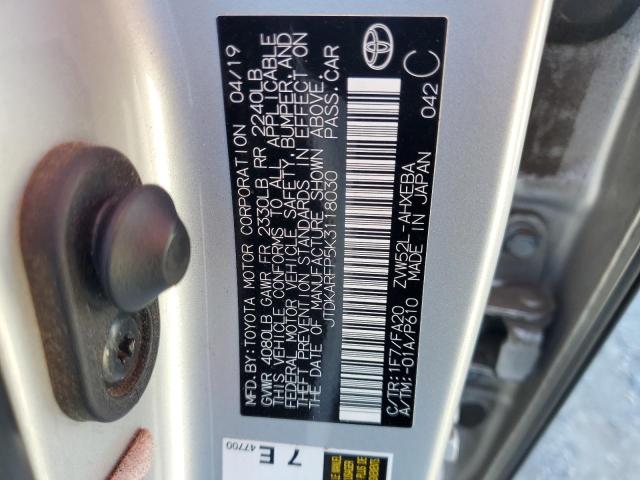 MFD.BY: TOYOTA MOTOR CORPORATION 04/19
GVWR 4080LB GAWR FR 2330LB RR 2240LB
THIS VEHICLE CONFORMS TO ALL APPLICABLE
FEDERAL MOTOR VEHICLE SAFETY, BUMPER, AND
THEFT PREVENTION STANDARDS IN EFFECT ON
THE DATE OF MANUFACTURE SHOWN ABOVE.
JTDKARFP5K3118030 PASS.CAR
C/TR:1F7/FA20 ZVW52L-AHXEBA
A/TM:-01A/P610 MADE IN JAPAN
042 C
7 E
47700